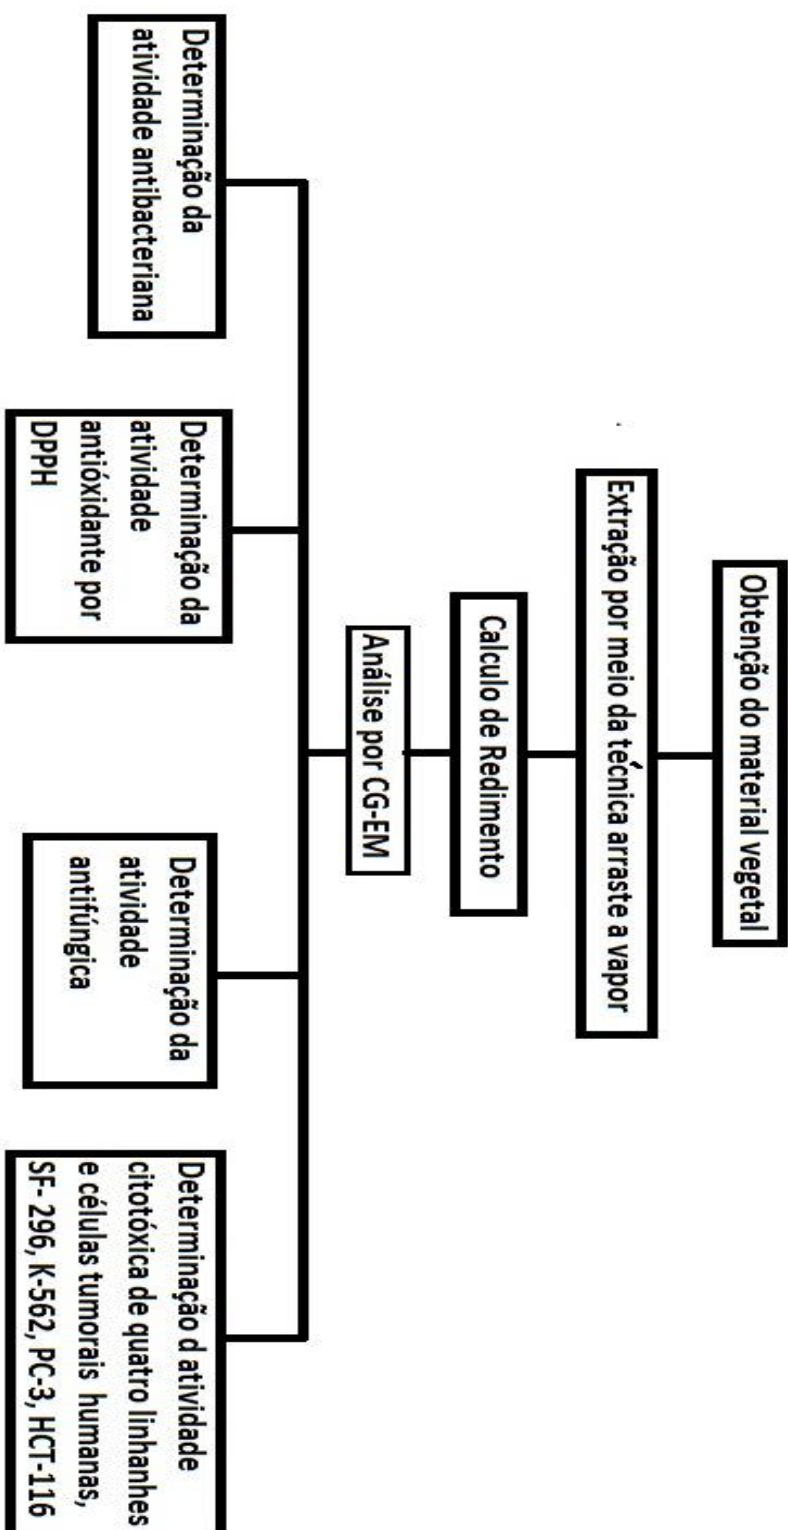 Obtenção do material vegetal
Extração por meio da técnica arraste a vapor
Calculo de Redimento
Análise por CG-EM
Determinação da
atividade antibacteriana
Determinação da
atividade
antióxidante por
DPPH
Determinação da
atividade
antifúngica
Determinação d atividade
citotóxica de quatro linhanhes
e células tumorais humanas,
SF- 296, K-562, PC-3, HCT-116